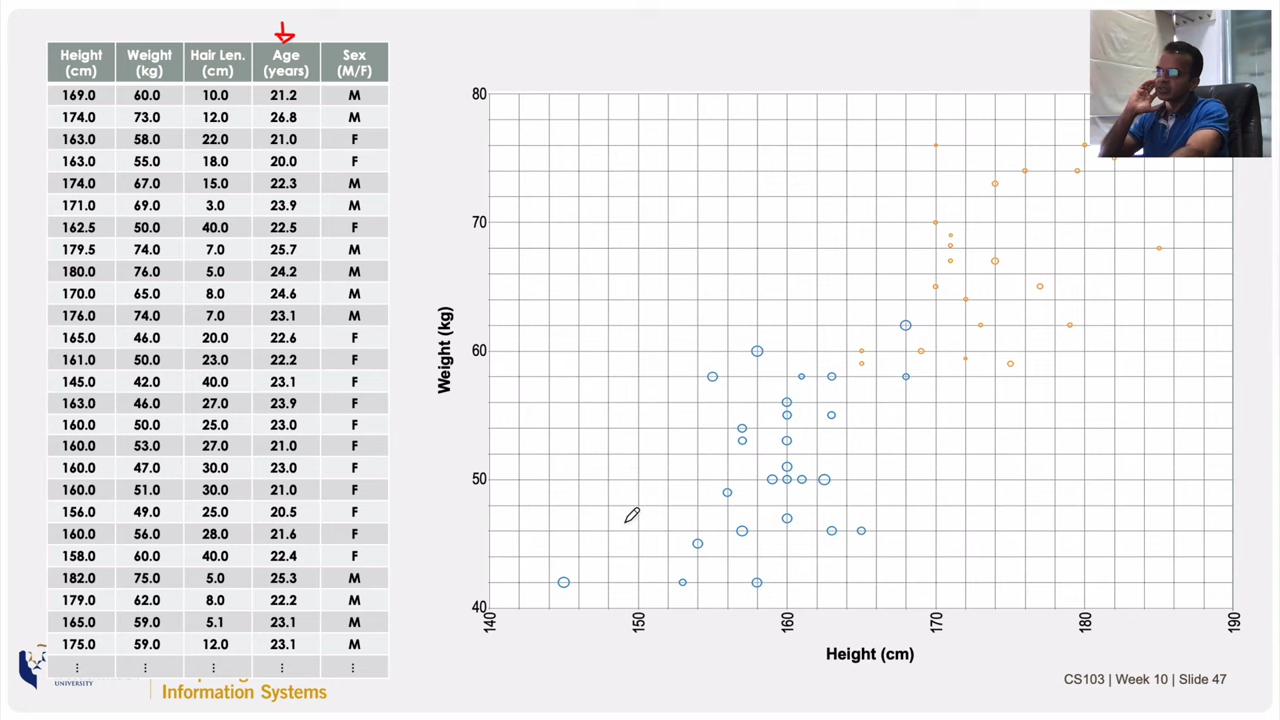 Height (cm) Weight (kg) Hair Len. (cm) Age (years) Sex (M/F)
169.0 60.0 10.0 21.2 M
174.0 73.0 12.0 26.8 M
163.0 58.0 22.0 21.0 F
163.0 55.0 18.0 20.0 F
174.0 67.0 15.0 22.3 M
171.0 69.0 3.0 23.9 M
162.5 50.0 40.0 22.5 F
179.5 74.0 7.0 25.7 M
180.0 76.0 5.0 24.2 M
170.0 65.0 8.0 24.6 M
176.0 74.0 7.0 23.1 M
165.0 46.0 20.0 22.6 F
161.0 50.0 23.0 22.2 F
145.0 42.0 40.0 23.1 F
163.0 46.0 27.0 23.9 F
160.0 50.0 25.0 23.0 F
160.0 53.0 27.0 21.0 F
160.0 47.0 30.0 23.0 F
160.0 51.0 30.0 21.0 F
156.0 49.0 25.0 20.5 F
160.0 56.0 28.0 21.6 F
158.0 60.0 40.0 22.4 F
182.0 75.0 5.0 25.3 M
179.0 62.0 8.0 22.2 M
165.0 59.0 5.1 23.1 M
175.0 59.0 12.0 23.1 M
⋮ ⋮ ⋮ ⋮ ⋮
80
70
60
50
40
Weight (kg)
140 150 160 170 180 190
Height (cm)
UNIVERSITY
Information Systems
CS103 | Week 10 | Slide 47